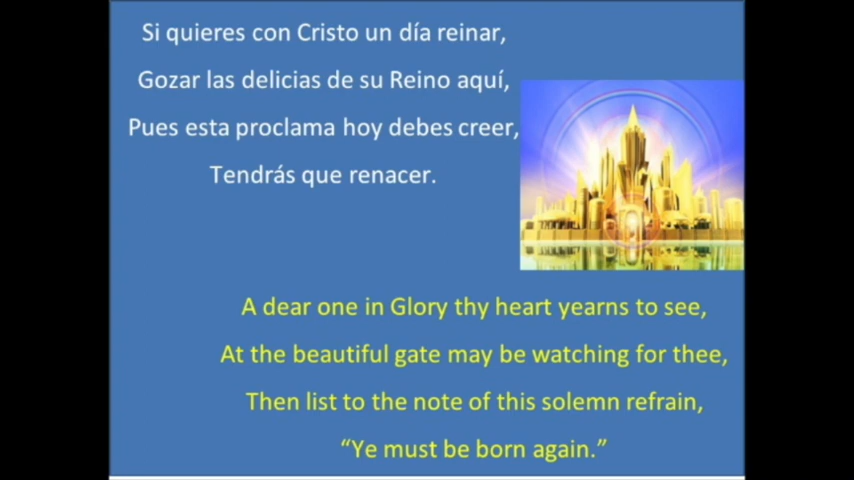 Si quieres con Cristo un día reinar,
Gozar las delicias de su Reino aquí,
Pues esta proclama hoy debes creer,
Tendrás que renacer.
A dear one in Glory thy heart yearns to see,
At the beautiful gate may be watching for thee,
Then list to the note of this solemn refrain,
“Ye must be born again.”